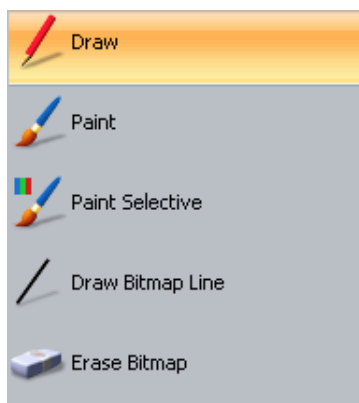 Draw
Paint
Paint Selective
Draw Bitmap Line
Erase Bitmap